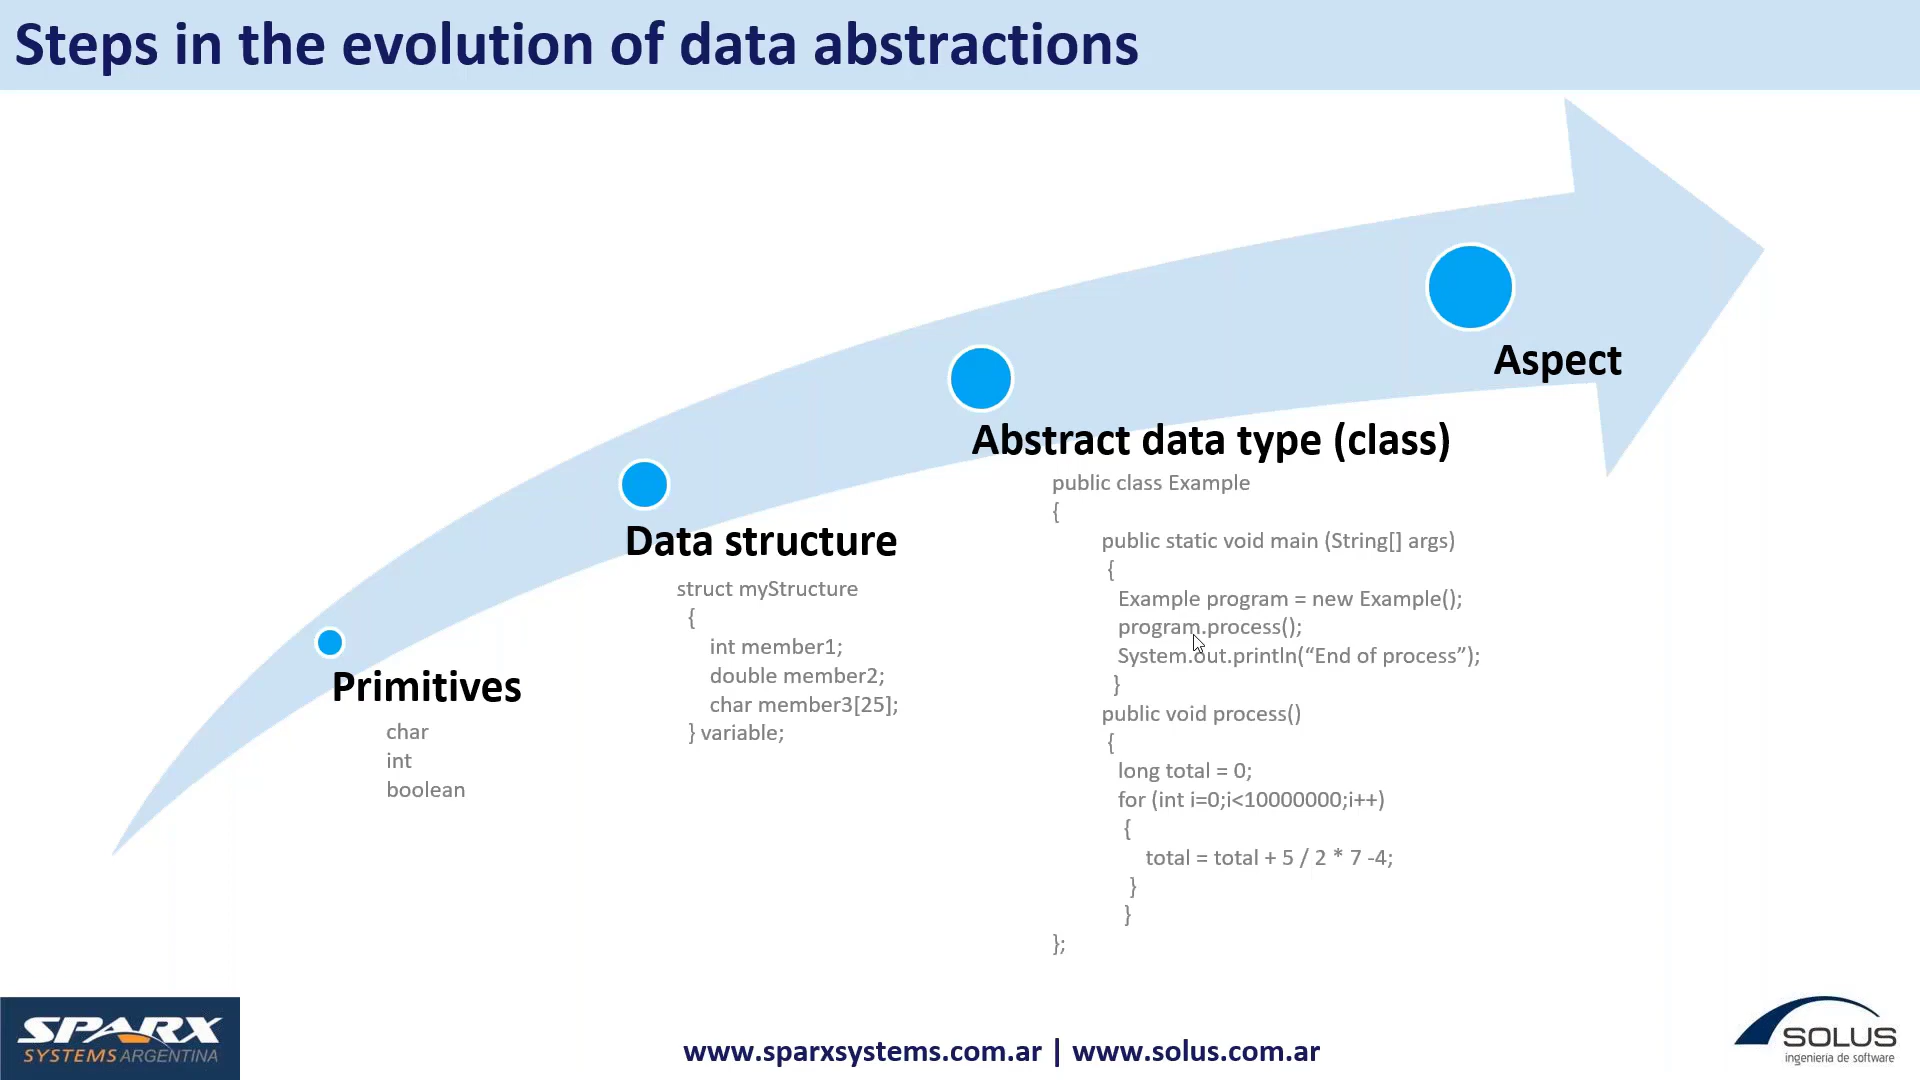 Steps in the evolution of data abstractions
Primitives
char
int
boolean
Data structure
struct myStructure
{
int member1;
double member2;
char member3[25];
} variable;
Abstract data type (class)
public class Example
{
public static void main (String[] args)
{
Example program = new Example();
program.process();
System.out.println(“End of process”);
}
public void process()
{
long total = 0;
for (int i=0;i<10000000;i++)
{
total = total + 5 / 2 * 7 -4;
}
}
};
Aspect
SPARX
SYSTEMS ARGENTINA
www.sparxsystems.com.ar | www.solus.com.ar
SOLUS
ingenieria de software